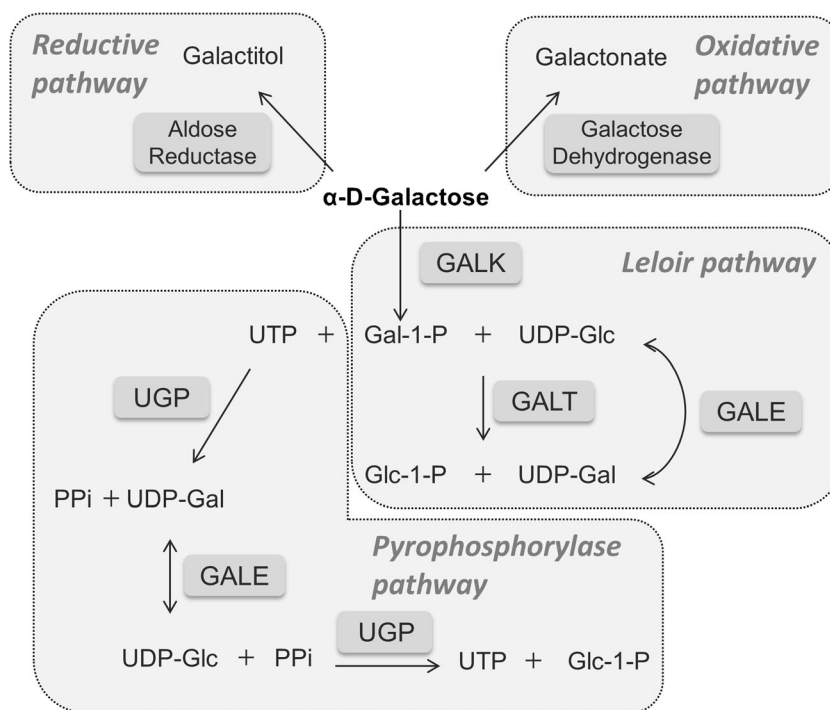 Reductive
pathway
Galactitol
Aldose
Reductase
Galactonate
Oxidative
pathway
Galactose
Dehydrogenase
α-D-Galactose
GALK
Leloir pathway
UTP + Gal-1-P + UDP-Glc
UGP
GALT
GALE
Glc-1-P + UDP-Gal
PPi + UDP-Gal
GALE
Pyrophosphorylase
pathway
UGP
UDP-Glc + PPi
UTP + Glc-1-P